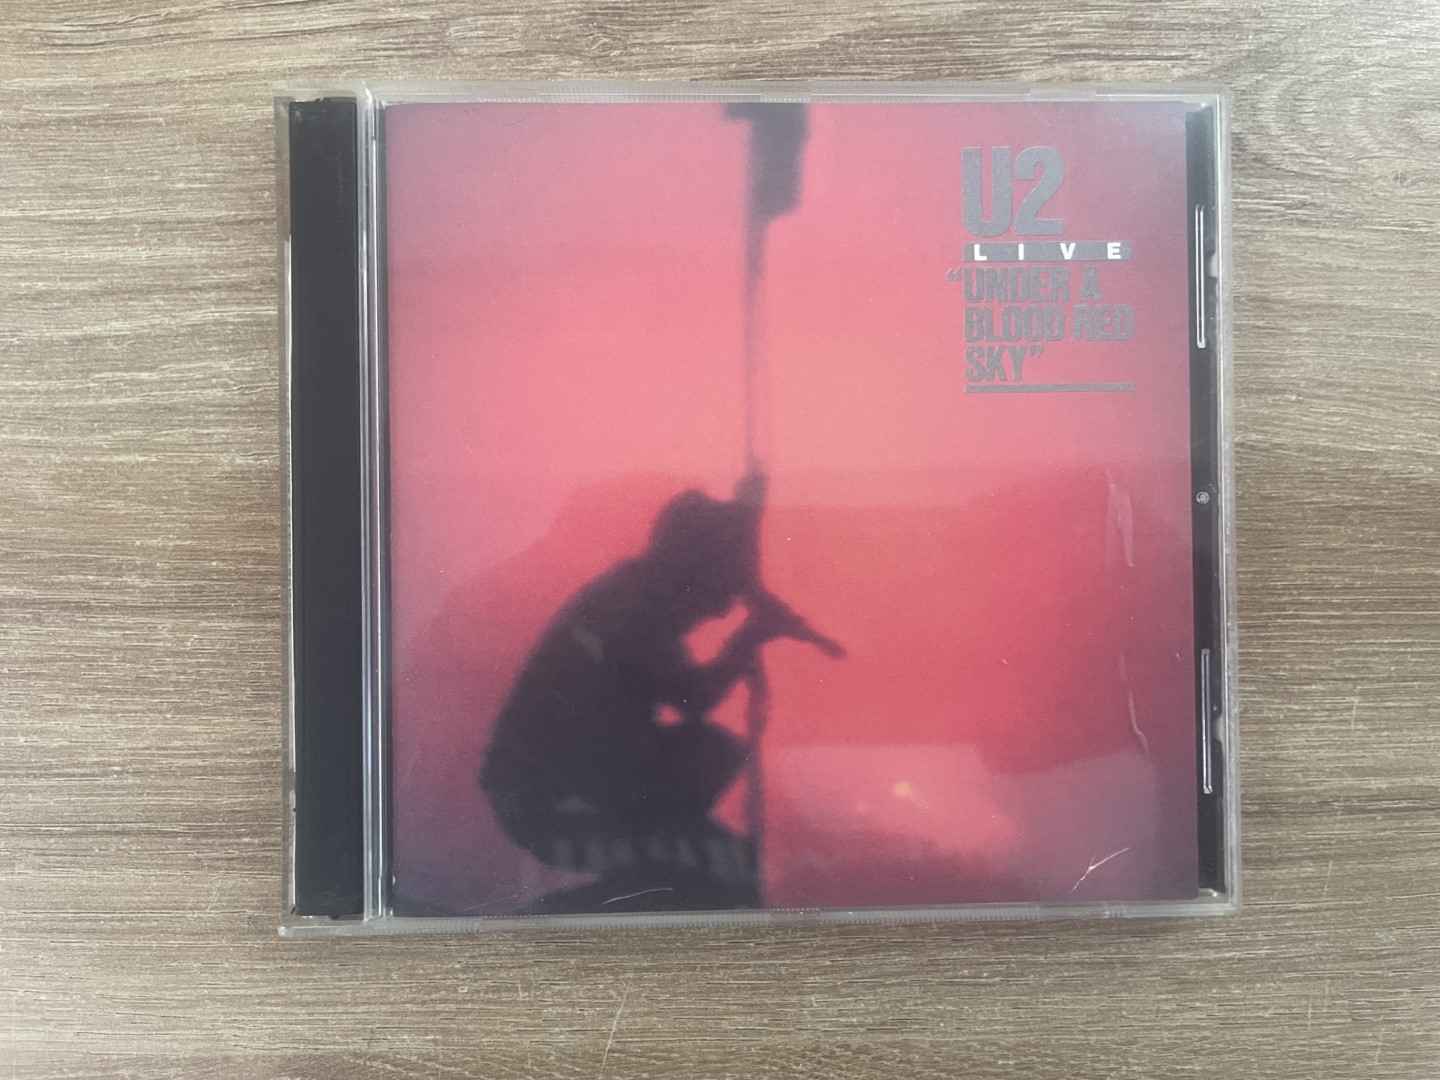 U2
LIVE
“UNDER A
BLOOD RED
SKY”